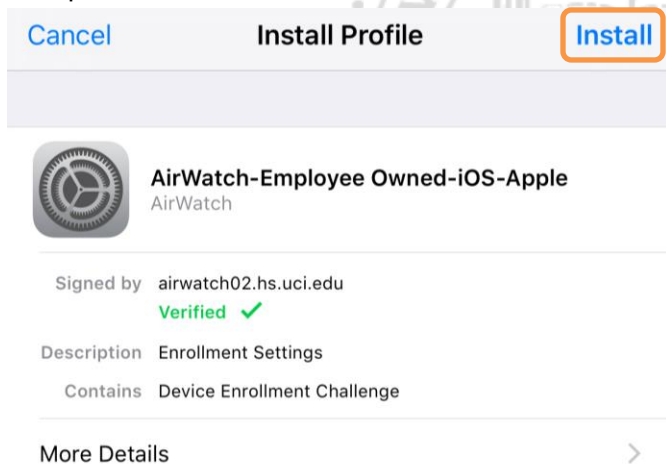 Cancel Install Profile Install
AirWatch-Employee Owned-iOS-Apple
AirWatch
Signed by airwatch02.hs.uci.edu
Verified ✓
Description Enrollment Settings
Contains Device Enrollment Challenge
More Details